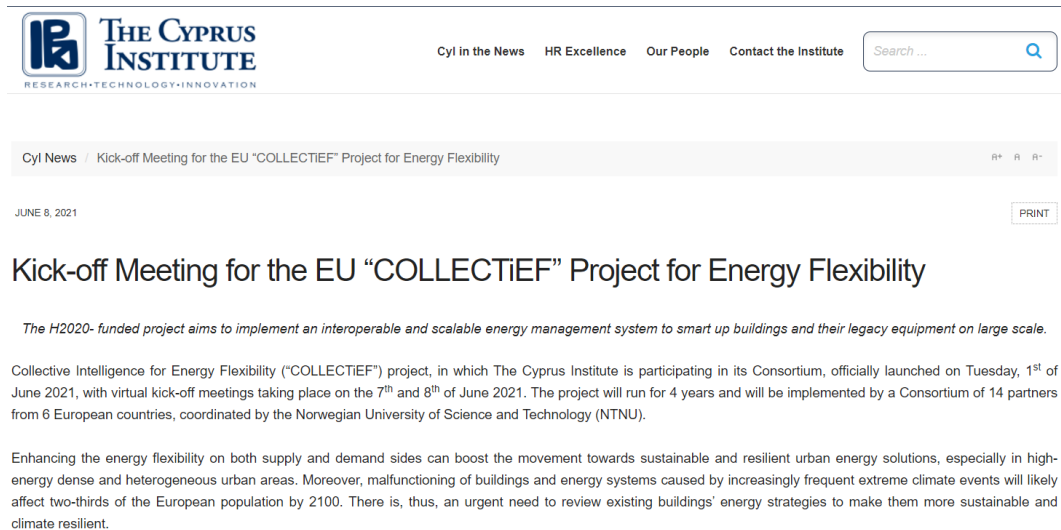 THE CYPRUS
INSTITUTE
RESEARCH•TECHNOLOGY•INNOVATION
CyI in the News HR Excellence Our People Contact the Institute Search ...
CyI News / Kick-off Meeting for the EU “COLLECTiEF” Project for Energy Flexibility A+ A A-
JUNE 8, 2021 PRINT
Kick-off Meeting for the EU “COLLECTiEF” Project for Energy Flexibility
The H2020- funded project aims to implement an interoperable and scalable energy management system to smart up buildings and their legacy equipment on large scale.
Collective Intelligence for Energy Flexibility (“COLLECTiEF”) project, in which The Cyprus Institute is participating in its Consortium, officially launched on Tuesday, 1st of
June 2021, with virtual kick-off meetings taking place on the 7th and 8th of June 2021. The project will run for 4 years and will be implemented by a Consortium of 14 partners
from 6 European countries, coordinated by the Norwegian University of Science and Technology (NTNU).
Enhancing the energy flexibility on both supply and demand sides can boost the movement towards sustainable and resilient urban energy solutions, especially in high-
energy dense and heterogeneous urban areas. Moreover, malfunctioning of buildings and energy systems caused by increasingly frequent extreme climate events will likely
affect two-thirds of the European population by 2100. There is, thus, an urgent need to review existing buildings’ energy strategies to make them more sustainable and
climate resilient.